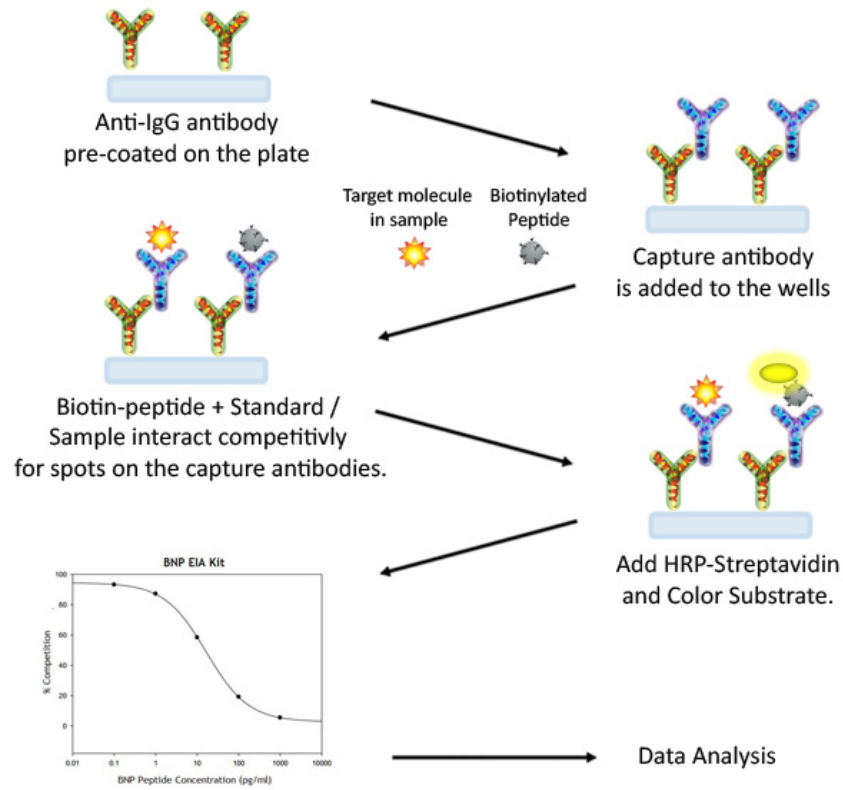 Anti-IgG antibody
pre-coated on the plate
Target molecule
in sample
Biotinylated
Peptide
Capture antibody
is added to the wells
Biotin-peptide + Standard /
Sample interact competitivly
for spots on the capture antibodies.
Add HRP-Streptavidin
and Color Substrate.
BNP EIA Kit
% Competition
100
80
60
40
20
0
0.01
0.1
1
10
100
1000
10000
BNP Peptide Concentration (pg/ml)
Data Analysis